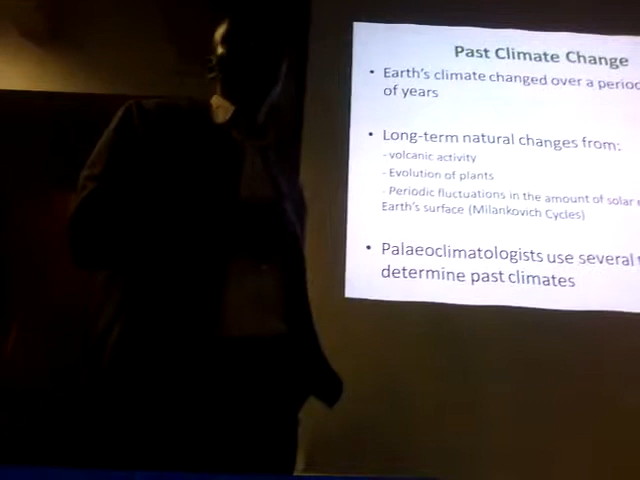 Past Climate Change
• Earth's climate changed over a period
of years
• Long-term natural changes from:
- volcanic activity
- Evolution of plants
- Periodic fluctuations in the amount of solar
Earth's surface (Milankovich Cycles)
• Palaeoclimatologists use several
determine past climates